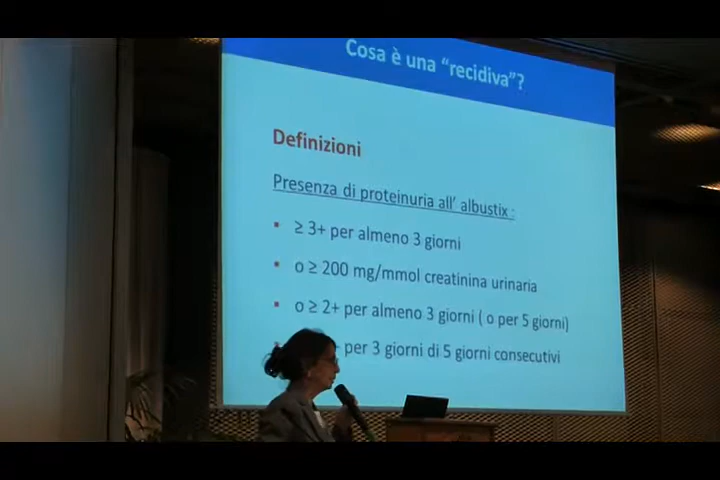 Cosa è una "recidiva"?
Definizioni
Presenza di proteinuria all' albustix :
≥ 3+ per almeno 3 giorni
o ≥ 200 mg/mmol creatinina urinaria
o ≥ 2+ per almeno 3 giorni ( o per 5 giorni)
per 3 giorni di 5 giorni consecutivi